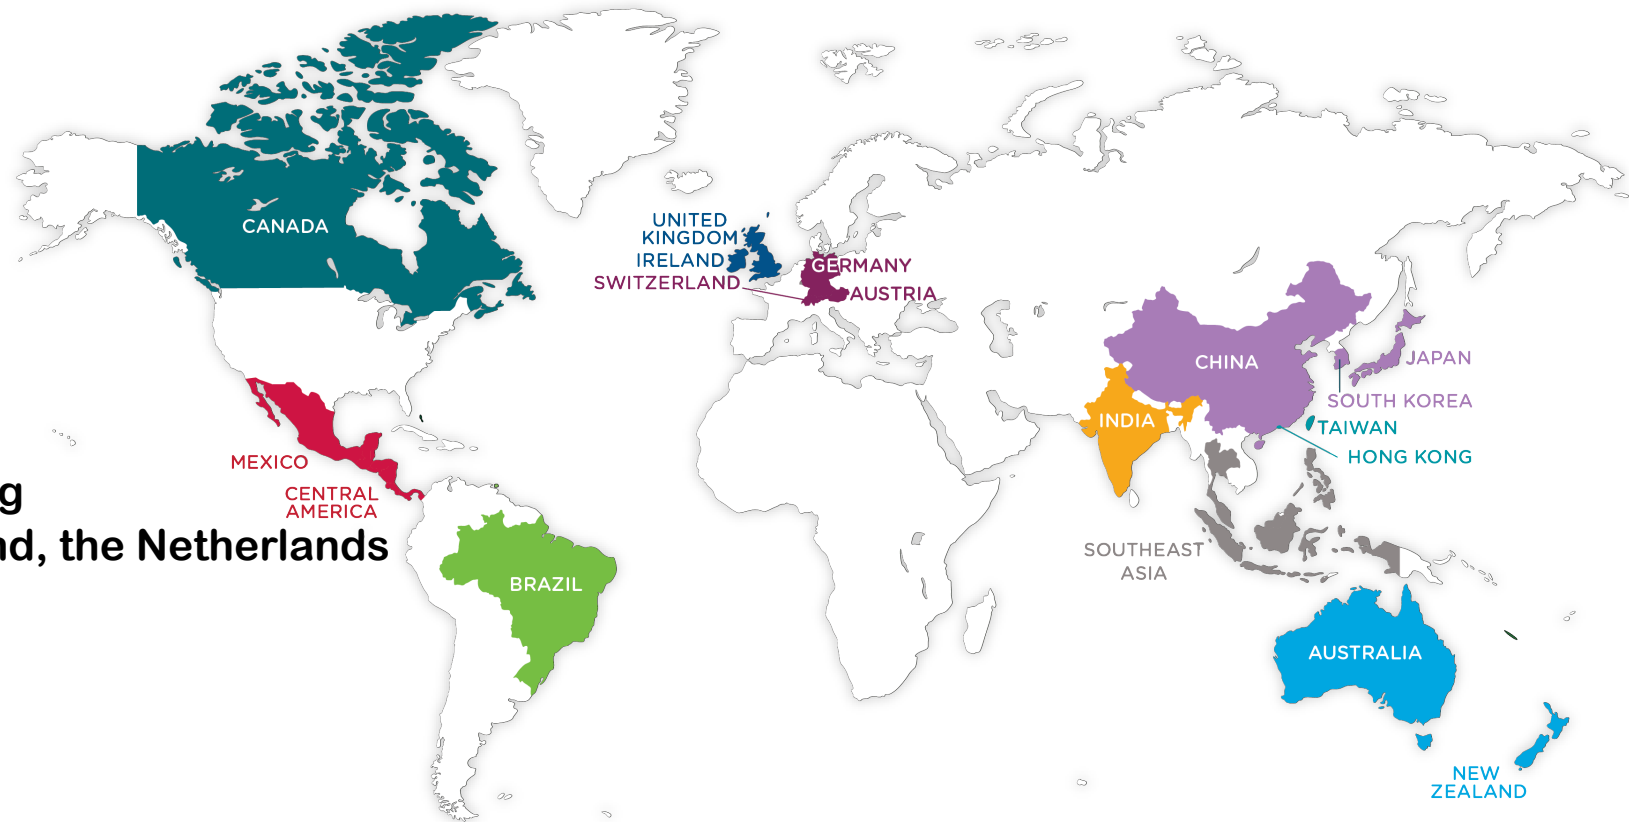 CANADA
UNITED
KINGDOM
IRELAND
SWITZERLAND
GERMANY
AUSTRIA
CHINA
JAPAN
SOUTH KOREA
INDIA
TAIWAN
HONG KONG
MEXICO
CENTRAL
AMERICA
g
nd, the Netherlands
SOUTHEAST
ASIA
BRAZIL
AUSTRALIA
NEW
ZEALAND